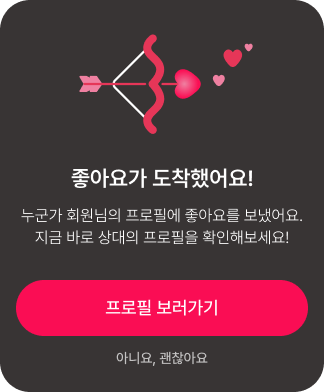 좋아요가 도착했어요!
누군가 회원님의 프로필에 좋아요를 보냈어요.
지금 바로 상대의 프로필을 확인해보세요!
프로필 보러가기
아니요, 괜찮아요